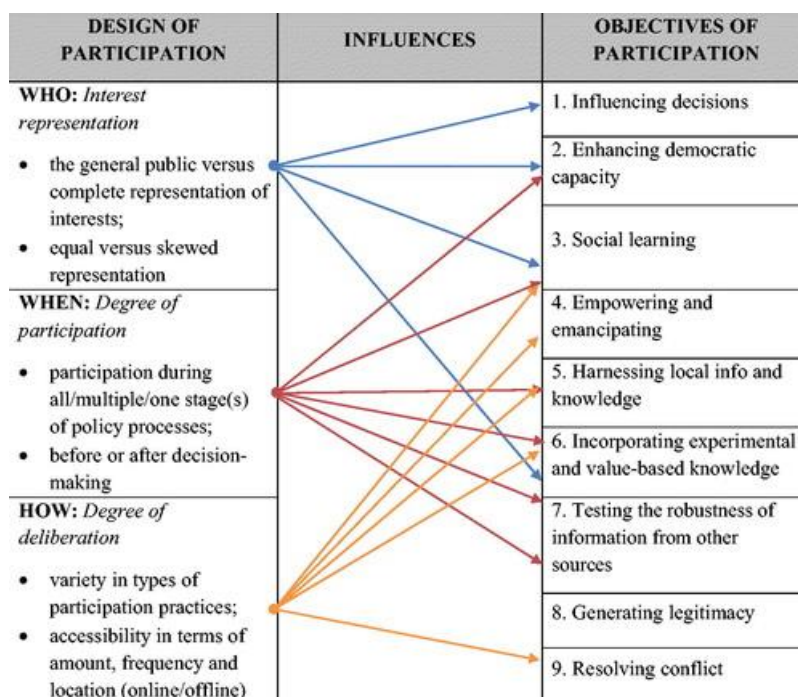 DESIGN OF
PARTICIPATION
INFLUENCES
OBJECTIVES OF
PARTICIPATION
WHO: Interest
representation
• the general public versus
complete representation of
interests;
• equal versus skewed
representation
WHEN: Degree of
participation
• participation during
all/multiple/one stage(s)
of policy processes;
• before or after decision-
making
HOW: Degree of
deliberation
• variety in types of
participation practices;
• accessibility in terms of
amount, frequency and
location (online/offline)
1. Influencing decisions
2. Enhancing democratic
capacity
3. Social learning
4. Empowering and
emancipating
5. Harnessing local info and
knowledge
6. Incorporating experimental
and value-based knowledge
7. Testing the robustness of
information from other
sources
8. Generating legitimacy
9. Resolving conflict